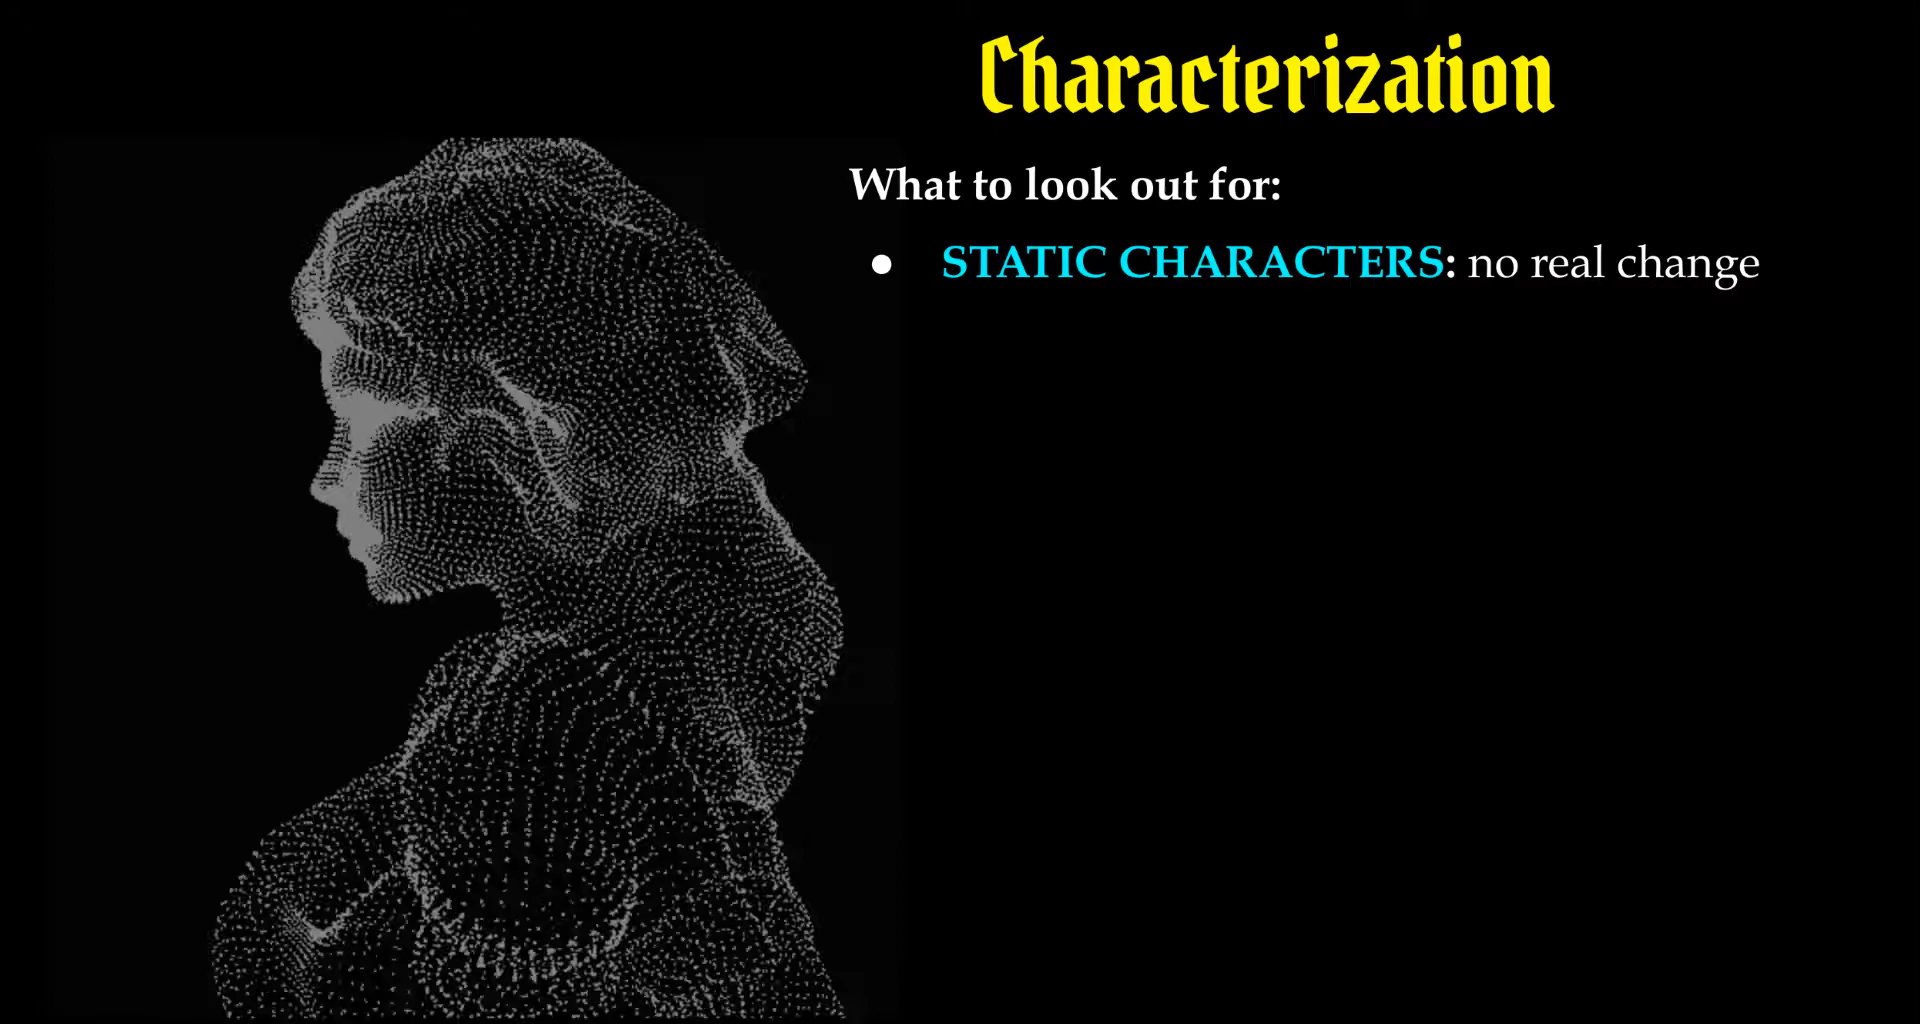 Characterization
What to look out for:
● STATIC CHARACTERS: no real change